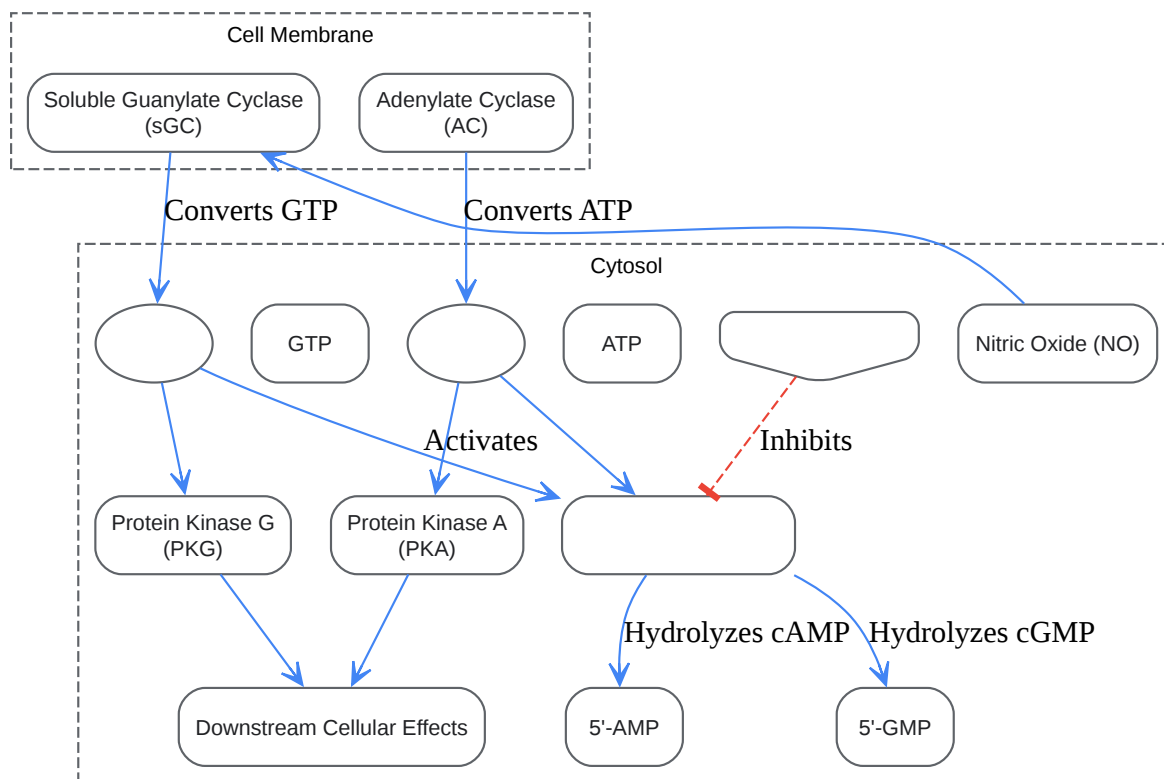 Cell Membrane
Soluble Guanylate Cyclase
(sGC)
Adenylate Cyclase
(AC)
Converts GTP
Converts ATP
Cytosol
GTP
ATP
Nitric Oxide (NO)
Activates
Inhibits
Protein Kinase G
(PKG)
Protein Kinase A
(PKA)
Hydrolyzes cAMP
Hydrolyzes cGMP
Downstream Cellular Effects
5'-AMP
5'-GMP